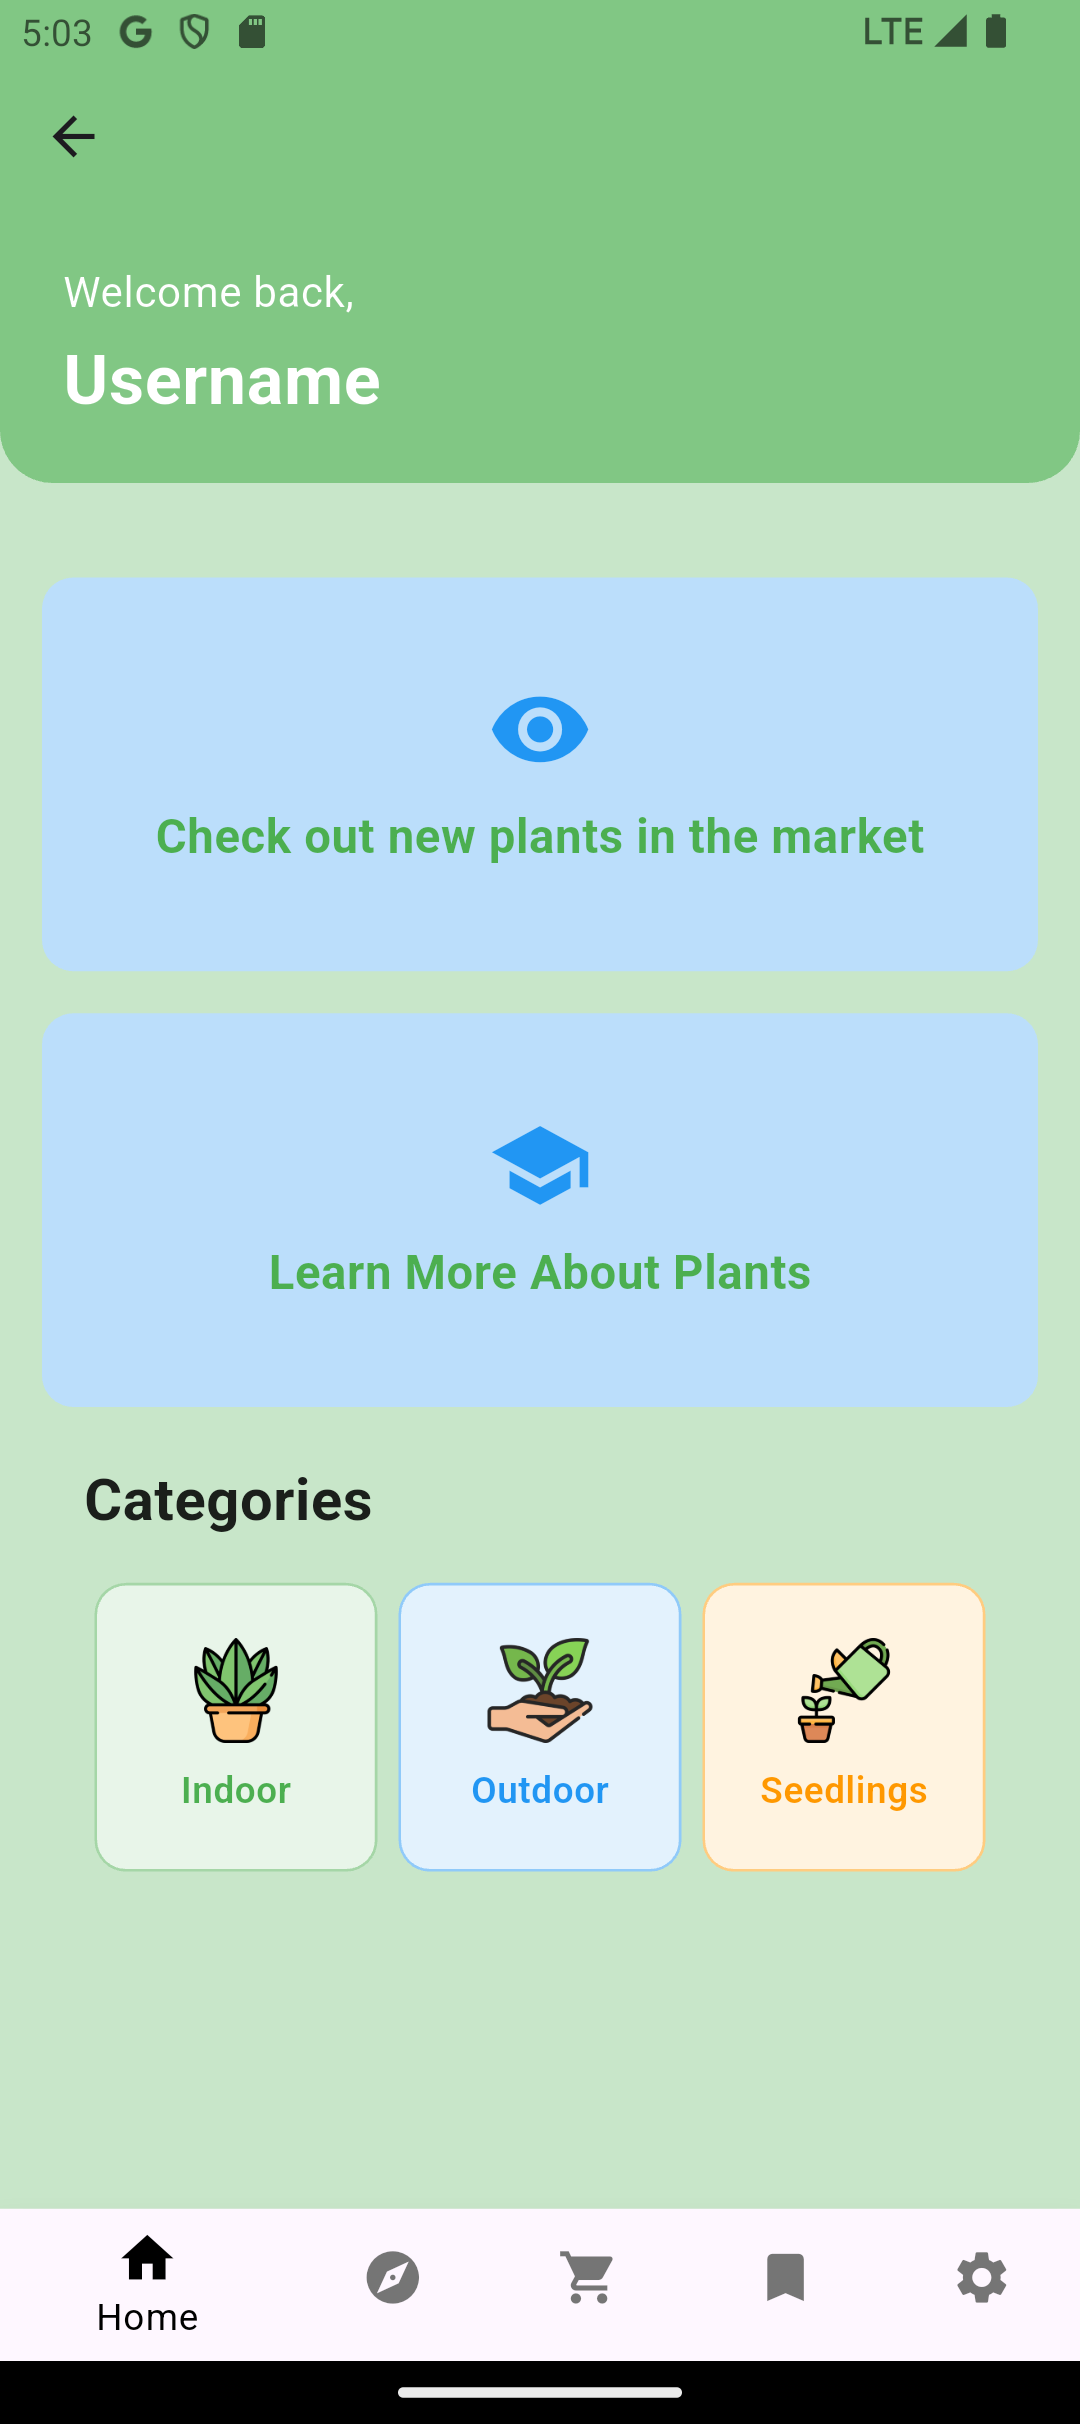 5:03
LTE
Welcome back,
Username
Check out new plants in the market
Learn More About Plants
Categories
Indoor
Outdoor
Seedlings
Home